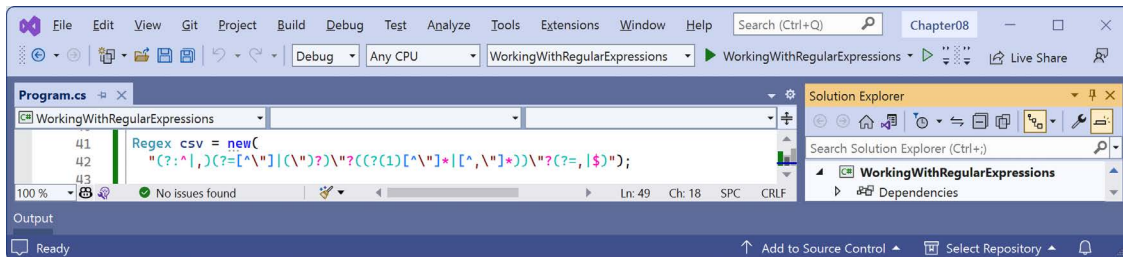 File Edit View Git Project Build Debug Test Analyze Tools Extensions Window Help Search (Ctrl+Q) Chapter08
Debug Any CPU WorkingWithRegularExpressions WorkingWithRegularExpressions Live Share
Program.cs
Solution Explorer
C# WorkingWithRegularExpressions
Search Solution Explorer (Ctrl+;)
41 Regex csv = new(
42 "(?:^|,)(?=[^\"]|(\")?)\"?((?(1)[^\"]*|[^,\"]*))\"?(?=,|$)");
43
C# WorkingWithRegularExpressions
Dependencies
100 % No issues found Ln: 49 Ch: 18 SPC CRLF
Output
Ready Add to Source Control Select Repository